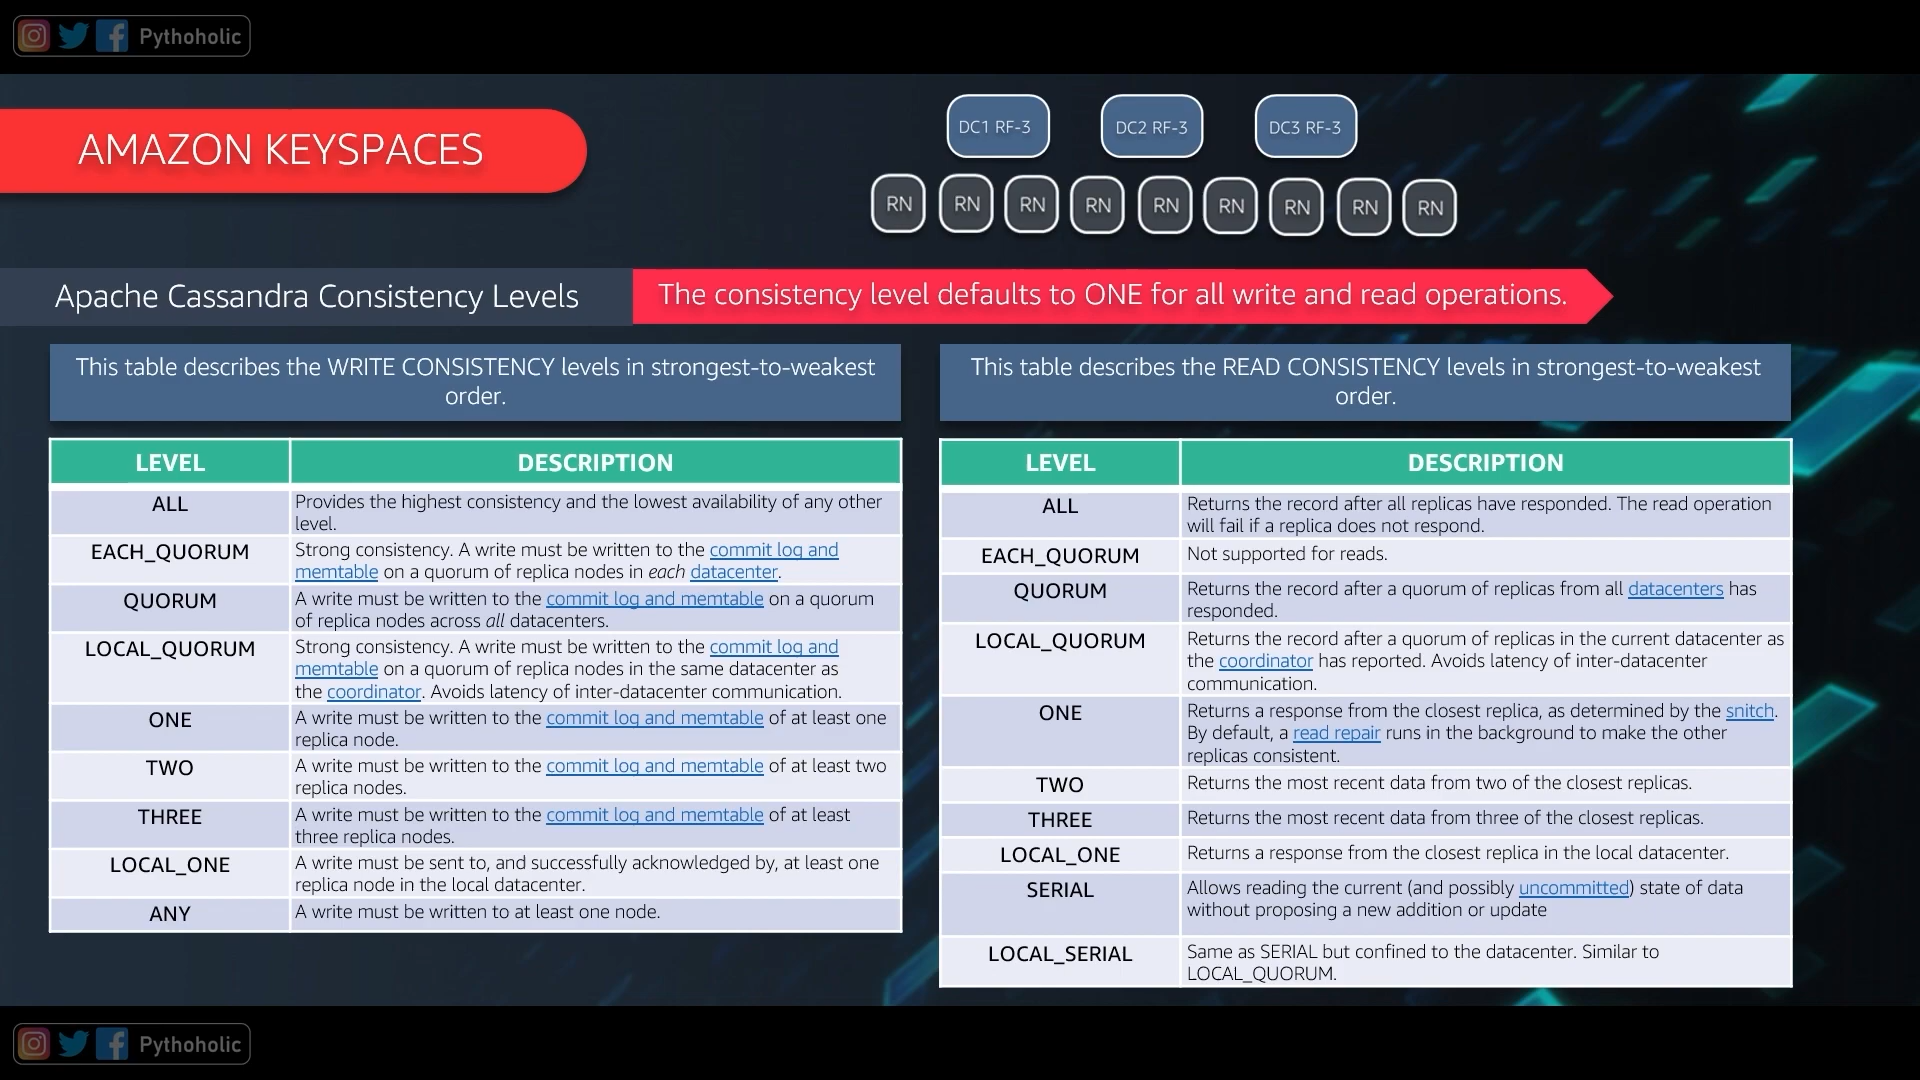 Pythoholic
AMAZON KEYSPACES
DC1 RF-3
DC2 RF-3
DC3 RF-3
RN
RN
RN
RN
RN
RN
RN
RN
RN
Apache Cassandra Consistency Levels
The consistency level defaults to ONE for all write and read operations.
This table describes the WRITE CONSISTENCY levels in strongest-to-weakest
order.
LEVEL
DESCRIPTION
ALL
Provides the highest consistency and the lowest availability of any other
level.
EACH_QUORUM
Strong consistency. A write must be written to the commit log and
memtable on a quorum of replica nodes in each datacenter.
QUORUM
A write must be written to the commit log and memtable on a quorum
of replica nodes across all datacenters.
LOCAL_QUORUM
Strong consistency. A write must be written to the commit log and
memtable on a quorum of replica nodes in the same datacenter as
the coordinator. Avoids latency of inter-datacenter communication.
ONE
A write must be written to the commit log and memtable of at least one
replica node.
TWO
A write must be written to the commit log and memtable of at least two
replica nodes.
THREE
A write must be written to the commit log and memtable of at least
three replica nodes.
LOCAL_ONE
A write must be sent to, and successfully acknowledged by, at least one
replica node in the local datacenter.
ANY
A write must be written to at least one node.
This table describes the READ CONSISTENCY levels in strongest-to-weakest
order.
LEVEL
DESCRIPTION
ALL
Returns the record after all replicas have responded. The read operation
will fail if a replica does not respond.
EACH_QUORUM
Not supported for reads.
QUORUM
Returns the record after a quorum of replicas from all datacenters has
responded.
LOCAL_QUORUM
Returns the record after a quorum of replicas in the current datacenter as
the coordinator has reported. Avoids latency of inter-datacenter
communication.
ONE
Returns a response from the closest replica, as determined by the snitch.
By default, a read repair runs in the background to make the other
replicas consistent.
TWO
Returns the most recent data from two of the closest replicas.
THREE
Returns the most recent data from three of the closest replicas.
LOCAL_ONE
Returns a response from the closest replica in the local datacenter.
SERIAL
Allows reading the current (and possibly uncommitted) state of data
without proposing a new addition or update
LOCAL_SERIAL
Same as SERIAL but confined to the datacenter. Similar to
LOCAL_QUORUM.
Pythoholic